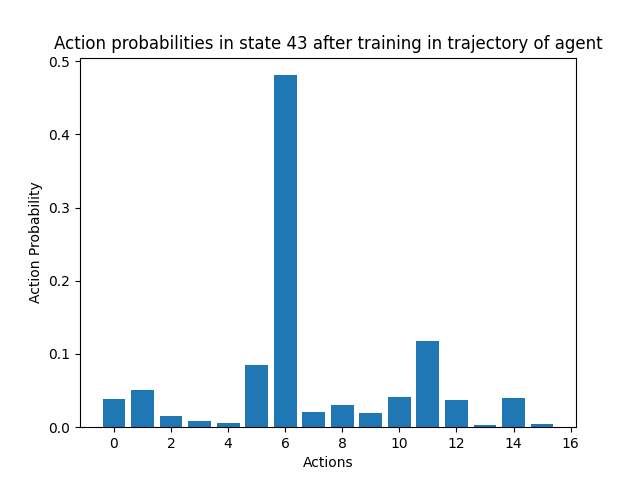 Action probabilities in state 43 after training in trajectory of agent
0.5
0.4
0.3
0.2
0.1
0.0
Action Probability
0 2 4 6 8 10 12 14 16
Actions